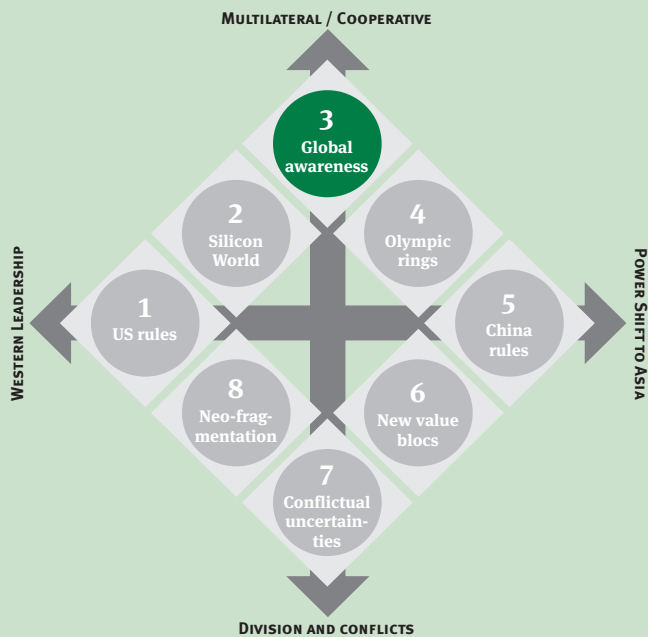 MULTILATERAL / COOPERATIVE
3
Global
awareness
2
Silicon
World
4
Olympic
rings
WESTERN LEADERSHIP
1
US rules
5
China
rules
POWER SHIFT TO ASIA
8
Neo-frag-
mentation
6
New value
blocs
7
Conflictual
uncertain-
ties
DIVISION AND CONFLICTS